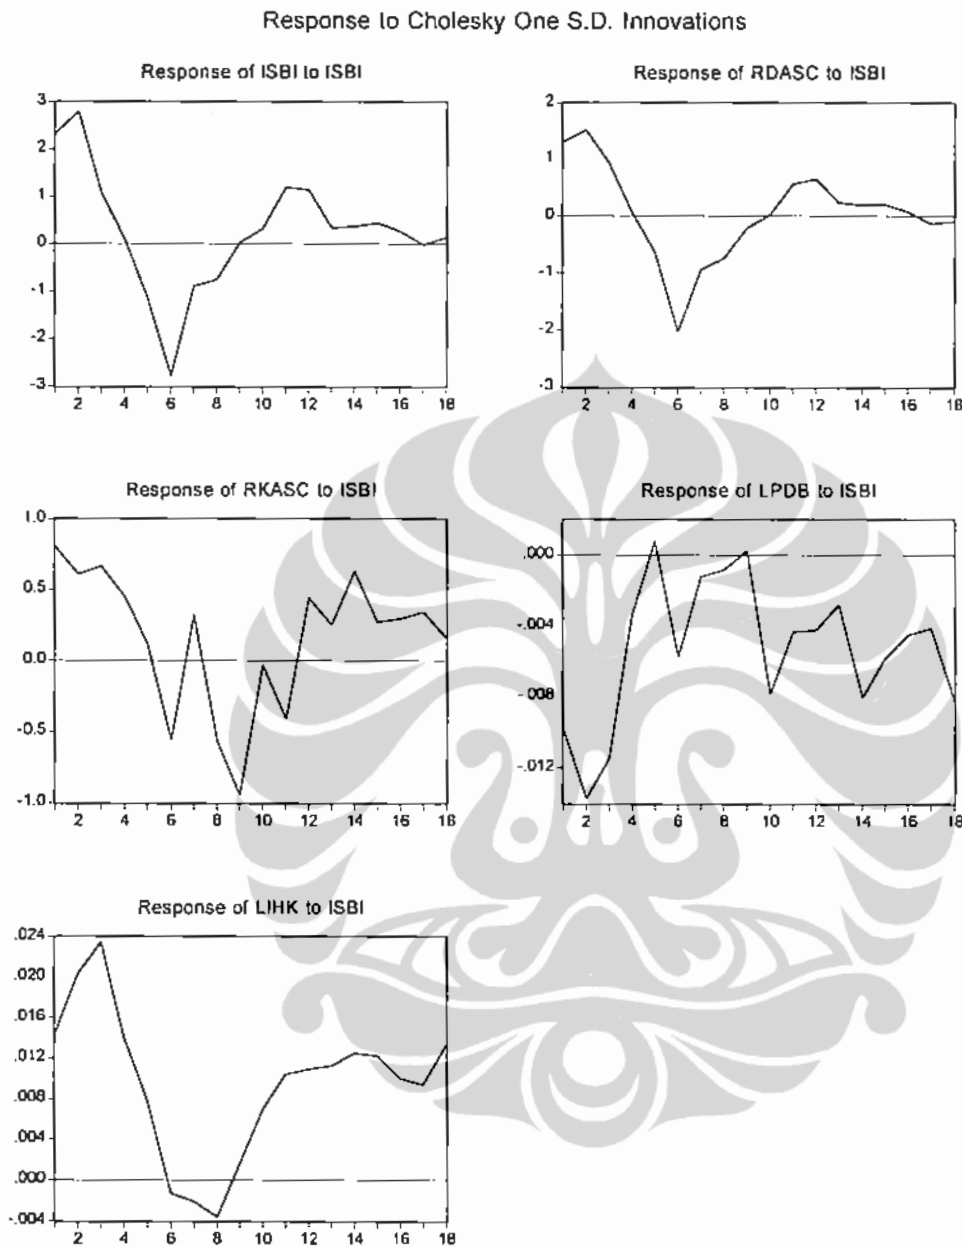 Response to Cholesky One S.D. Innovations
Response of ISBI to ISBI
3
2
1
0
-1
-2
-3
2 4 6 8 10 12 14 16 18
Response of RDASC to ISBI
2
1
0
-1
-2
-3
2 4 6 8 10 12 14 16 18
Response of RKASC to ISBI
1.0
0.5
0.0
-0.5
-1.0
2 4 6 8 10 12 14 16 18
Response of LPDB to ISBI
.000
-.004
-.008
-.012
2 4 6 8 10 12 14 16 18
Response of LIHK to ISBI
.024
.020
.016
.012
.008
.004
.000
-.004
2 4 6 8 10 12 14 16 18